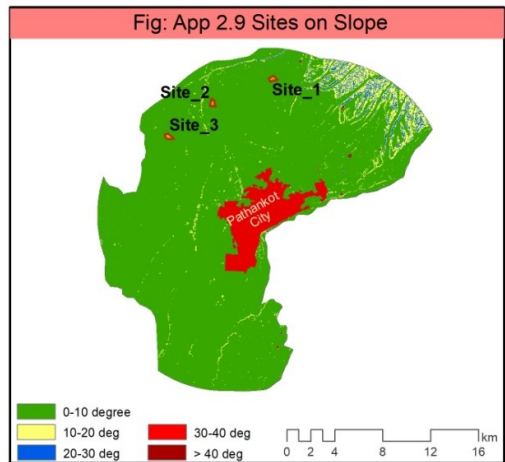 Fig: App 2.9 Sites on Slope
Site_1
Site_2
Site_3
Pathankot
City
0-10 degree
10-20 deg
20-30 deg
30-40 deg
> 40 deg
km
0 2 4 8 12 16